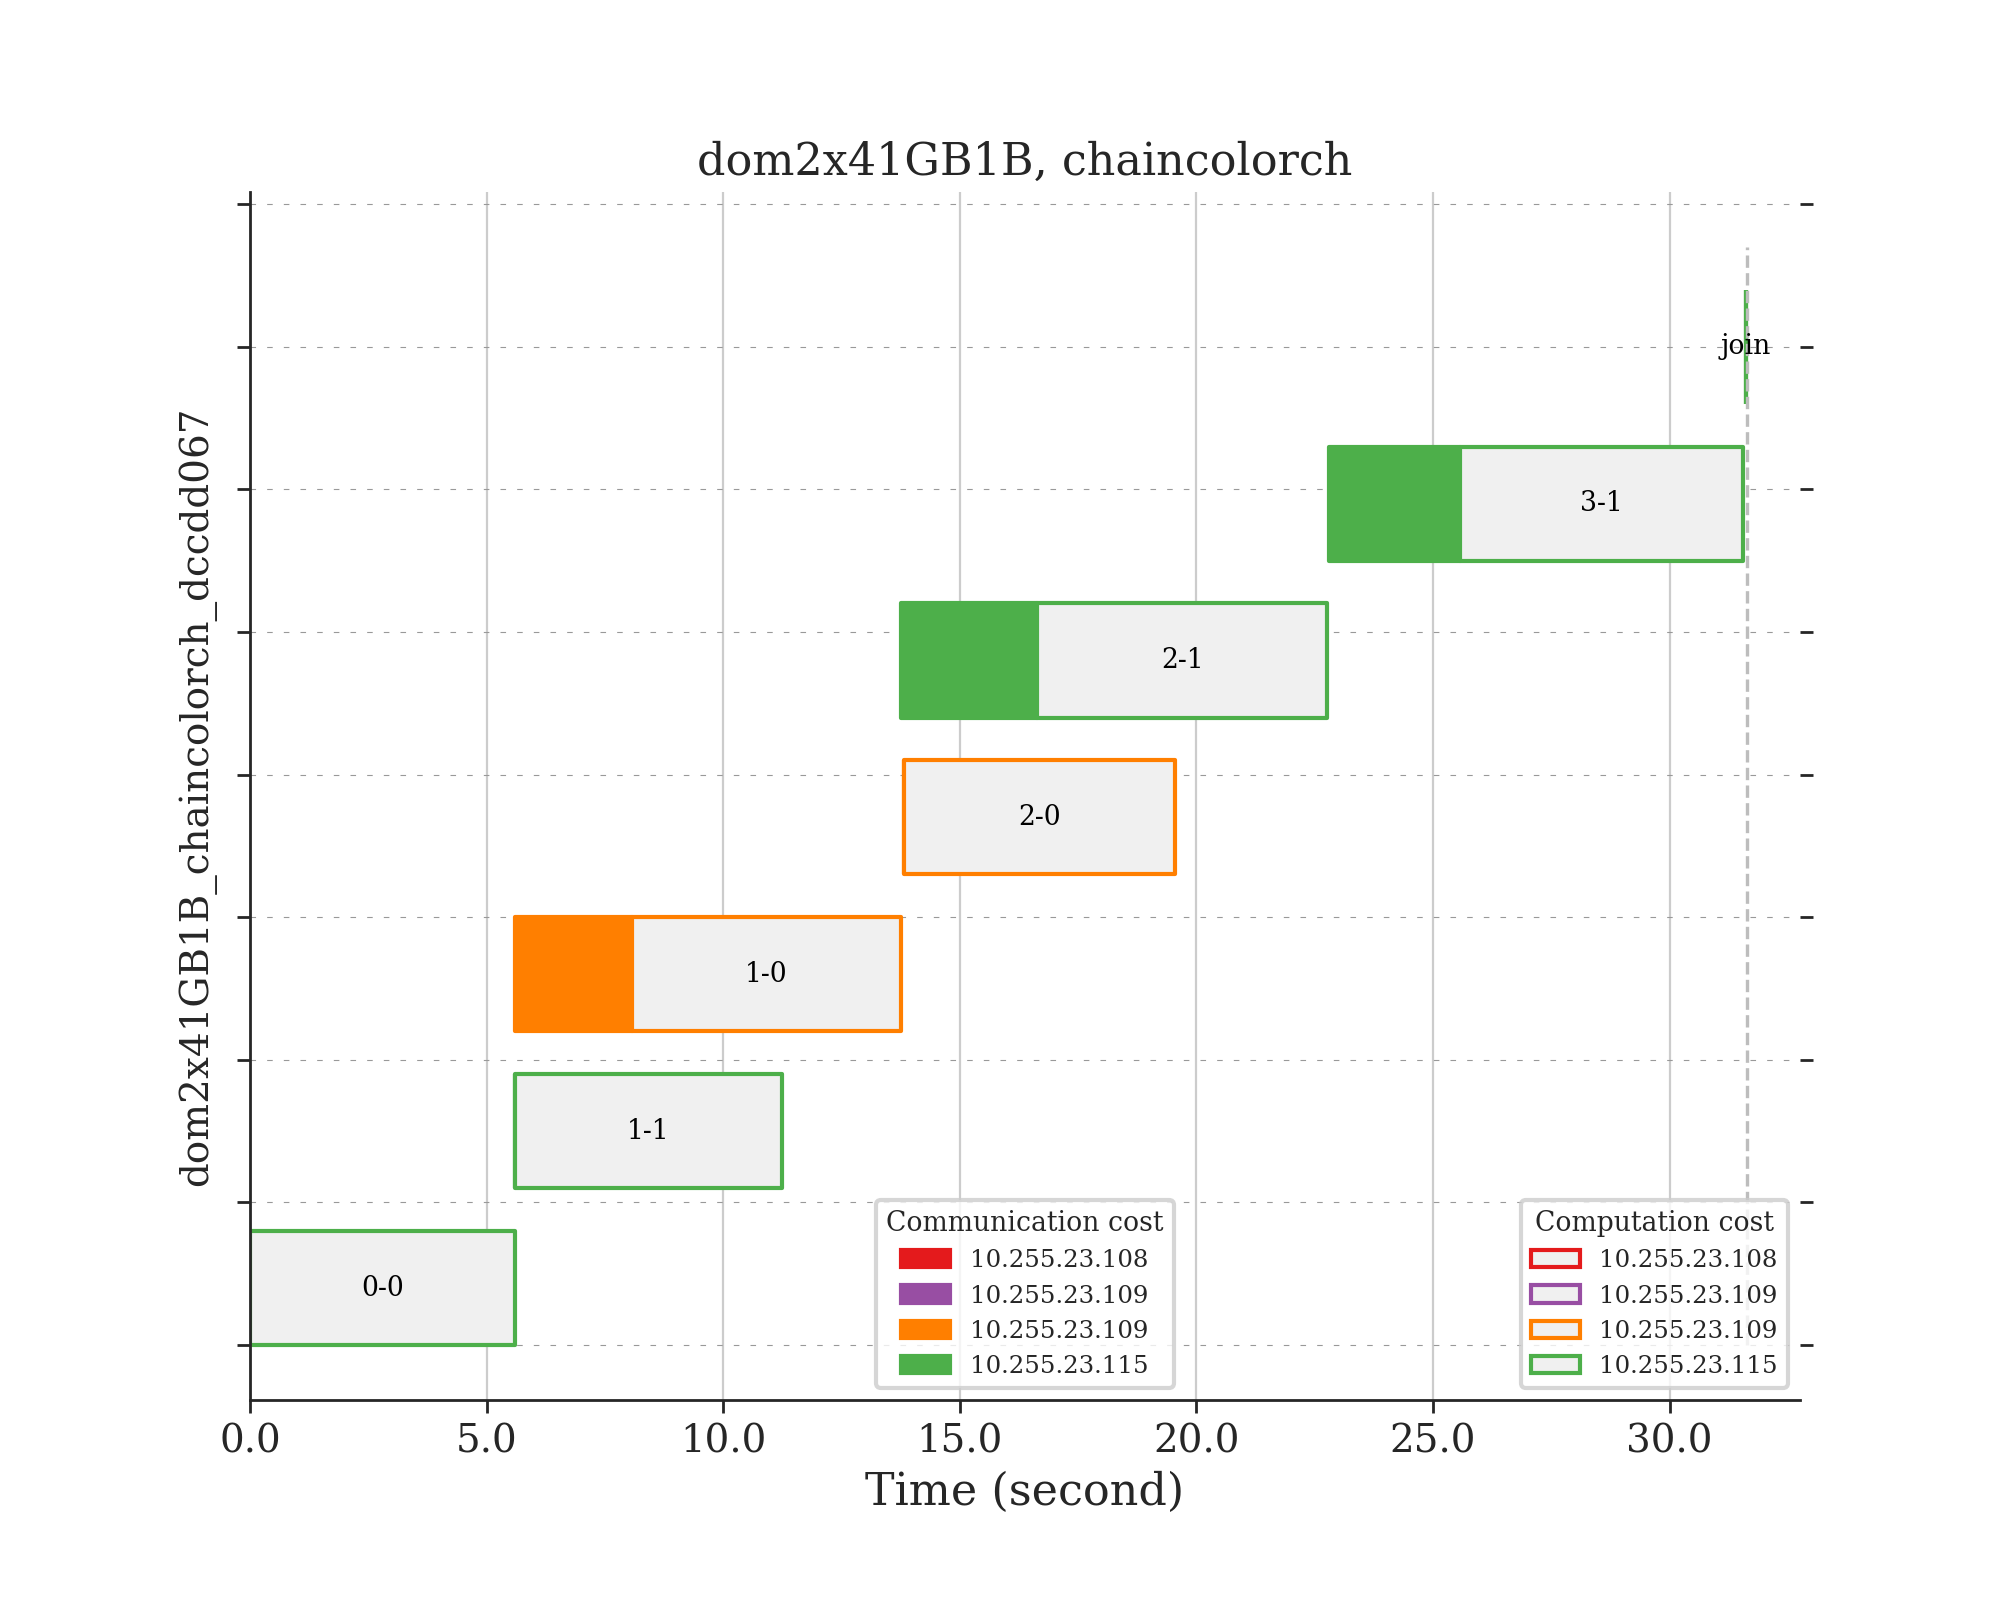 dom2x41GB1B, chaincolorch
dom2x41GB1B_chaincolorch_dccdd067
join
3-1
2-1
2-0
1-0
1-1
0-0
Communication cost
10.255.23.108
10.255.23.109
10.255.23.109
10.255.23.115
Computation cost
10.255.23.108
10.255.23.109
10.255.23.109
10.255.23.115
0.0 5.0 10.0 15.0 20.0 25.0 30.0
Time (second)